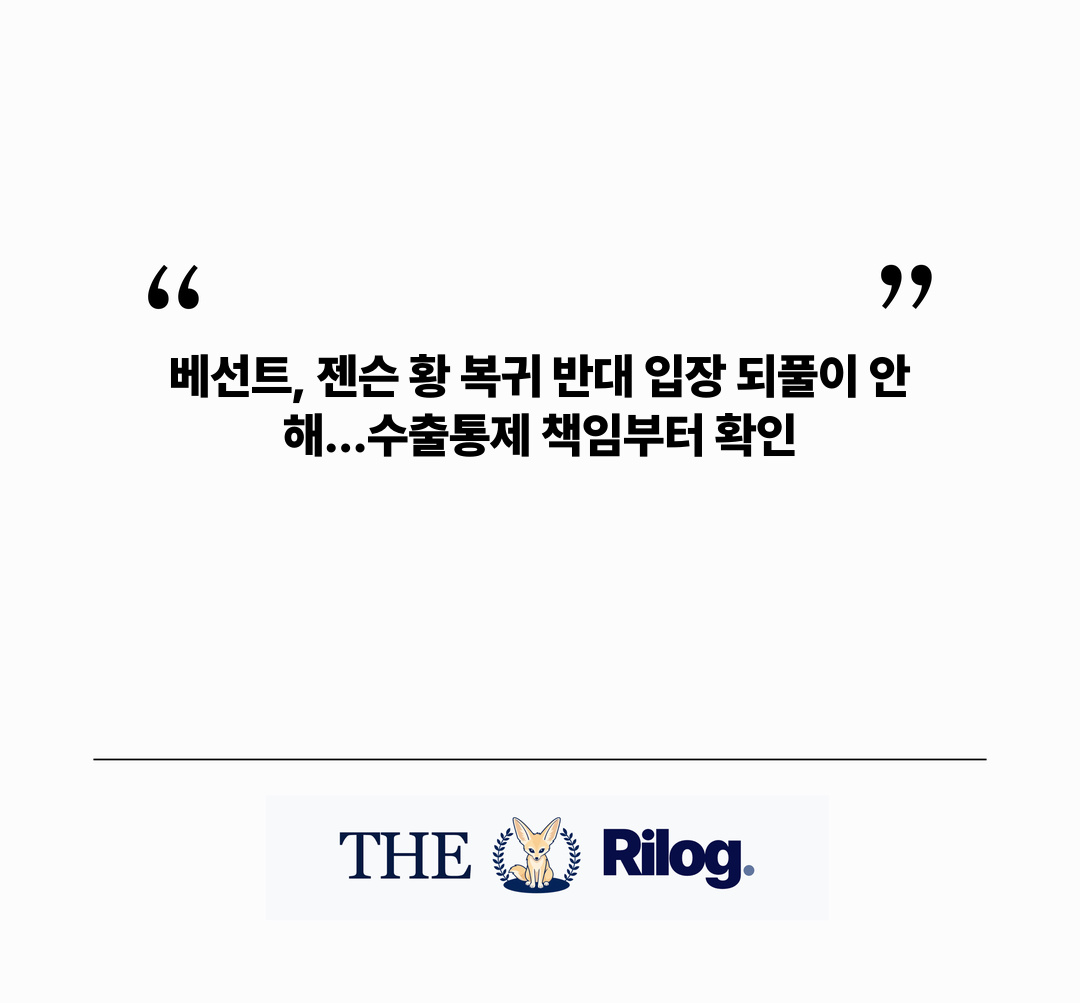 “ ”
베선트, 젠슨 황 복귀 반대 입장 되풀이 안
해…수출통제 책임부터 확인
THE Rilog.